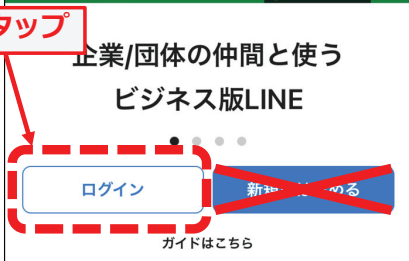 タップ
企業/団体の仲間と使う
ビジネス版LINE
ログイン
新規
める
ガイドはこちら